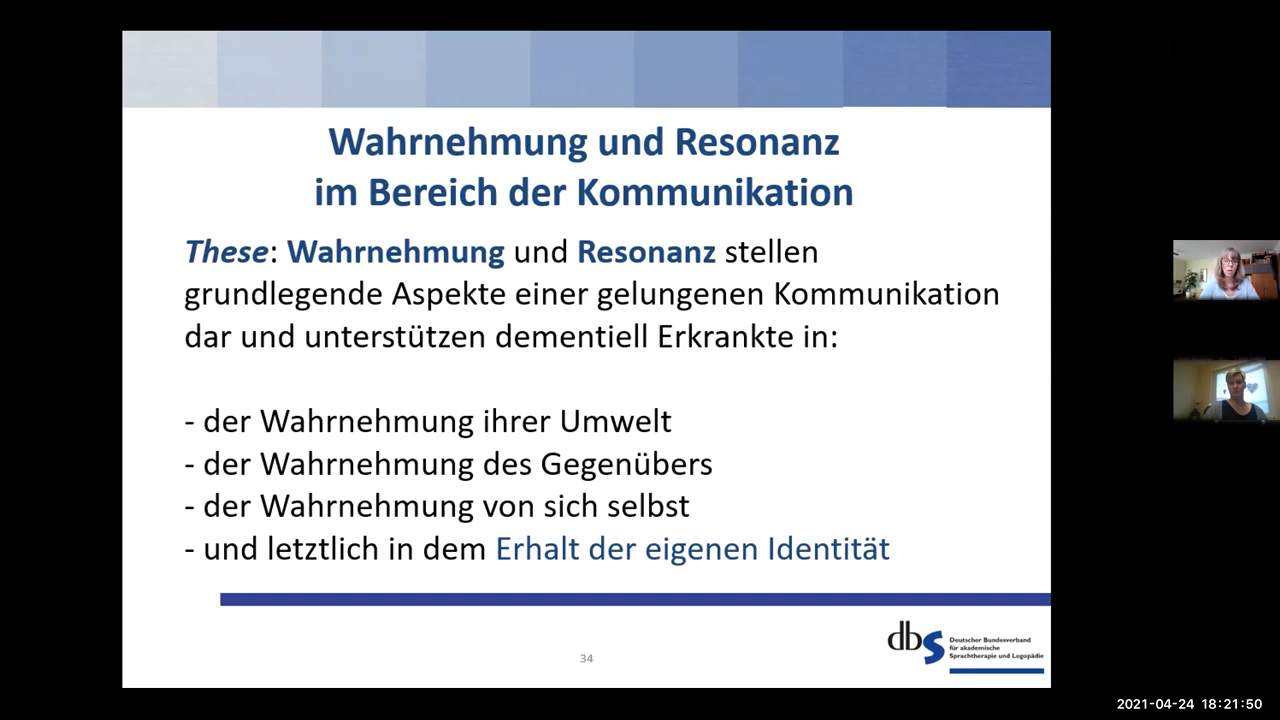 Wahrnehmung und Resonanz
im Bereich der Kommunikation
These: Wahrnehmung und Resonanz stellen
grundlegende Aspekte einer gelungenen Kommunikation
dar und unterstützen dementiell Erkrankte in:
- der Wahrnehmung ihrer Umwelt
- der Wahrnehmung des Gegenübers
- der Wahrnehmung von sich selbst
- und letztlich in dem Erhalt der eigenen Identität
34
dbs
Deutscher Bundesverband
für akademische
Sprachtherapie und Logopädie
2021-04-24 18:21:50